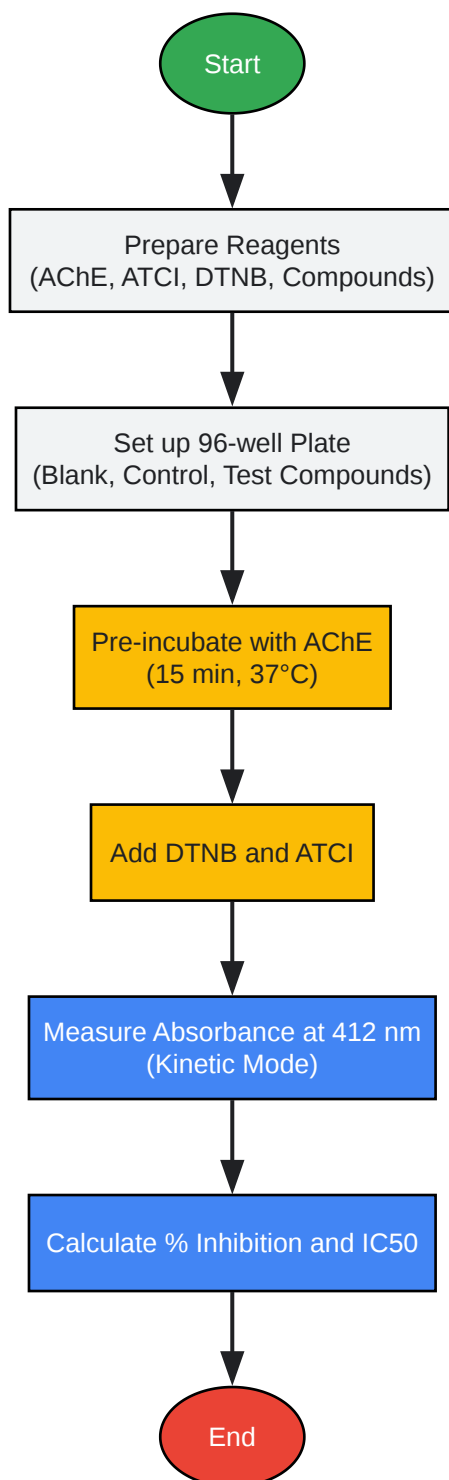 Start
Prepare Reagents
(AChE, ATCI, DTNB, Compounds)
Set up 96-well Plate
(Blank, Control, Test Compounds)
Pre-incubate with AChE
(15 min, 37°C)
Add DTNB and ATCI
Measure Absorbance at 412 nm
(Kinetic Mode)
Calculate % Inhibition and IC50
End